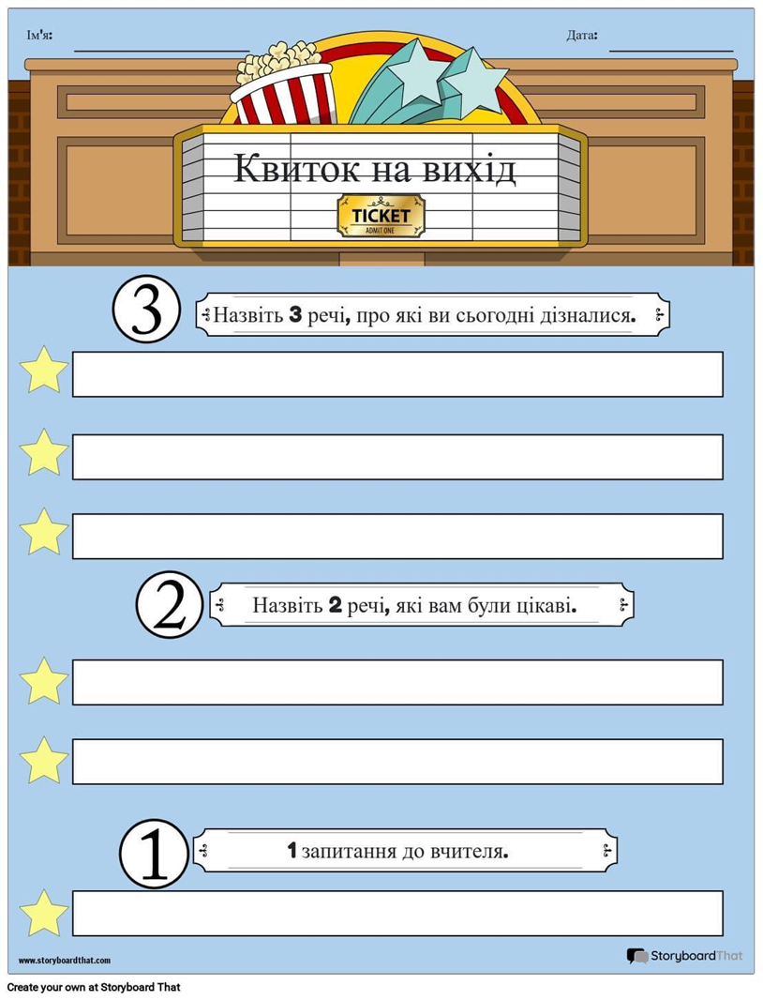 Ім'я:
Дата:
Квиток на вихід
TICKET
ADMIT ONE
3
Назвіть 3 речі, про які ви сьогодні дізналися.
2
Назвіть 2 речі, які вам були цікаві.
1
1 запитання до вчителя.
www.storyboardthat.com
StoryboardThat
Create your own at Storyboard That